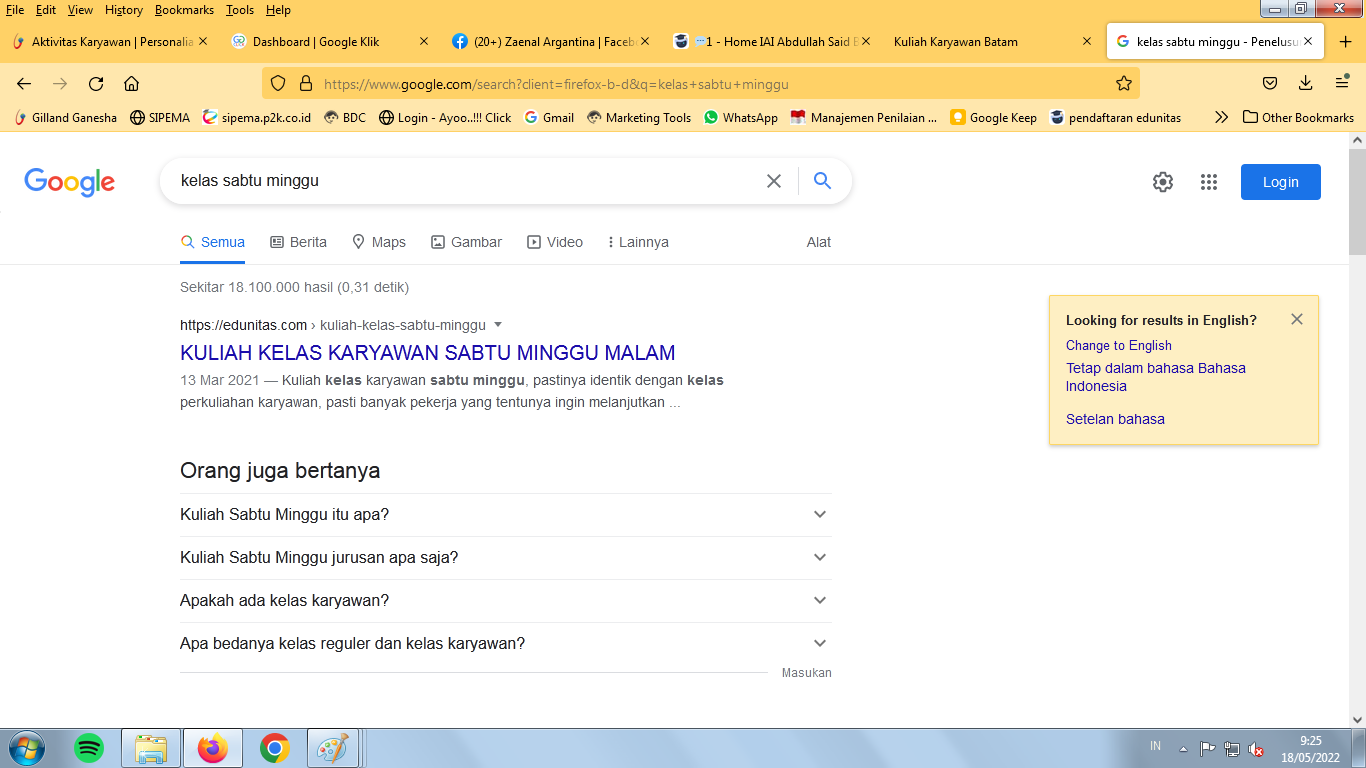 File Edit View History Bookmarks Tools Help
Aktivitas Karyawan | Personalia
Dashboard | Google Klik
(20+) Zaenal Argantina | Faceb
1 - Home IAI Abdullah Said B
Kuliah Karyawan Batam
kelas sabtu minggu - Penelusu
https://www.google.com/search?client=firefox-b-d&q=kelas+sabtu+minggu
Gilland Ganesha SIPEMA sipema.p2k.co.id BDC Login - Ayoo..!!! Click Gmail Marketing Tools WhatsApp Manajemen Penilaian ... Google Keep pendaftaran edunitas Other Bookmarks
Google
kelas sabtu minggu
Login
Semua Berita Maps Gambar Video Lainnya Alat
Sekitar 18.100.000 hasil (0,31 detik)
https://edunitas.com › kuliah-kelas-sabtu-minggu
KULIAH KELAS KARYAWAN SABTU MINGGU MALAM
13 Mar 2021 — Kuliah kelas karyawan sabtu minggu, pastinya identik dengan kelas
perkuliahan karyawan, pasti banyak pekerja yang tentunya ingin melanjutkan ...
Looking for results in English?
Change to English
Tetap dalam bahasa Bahasa
Indonesia
Setelan bahasa
Orang juga bertanya
Kuliah Sabtu Minggu itu apa?
Kuliah Sabtu Minggu jurusan apa saja?
Apakah ada kelas karyawan?
Apa bedanya kelas reguler dan kelas karyawan?
Masukan
IN
9:25
18/05/2022